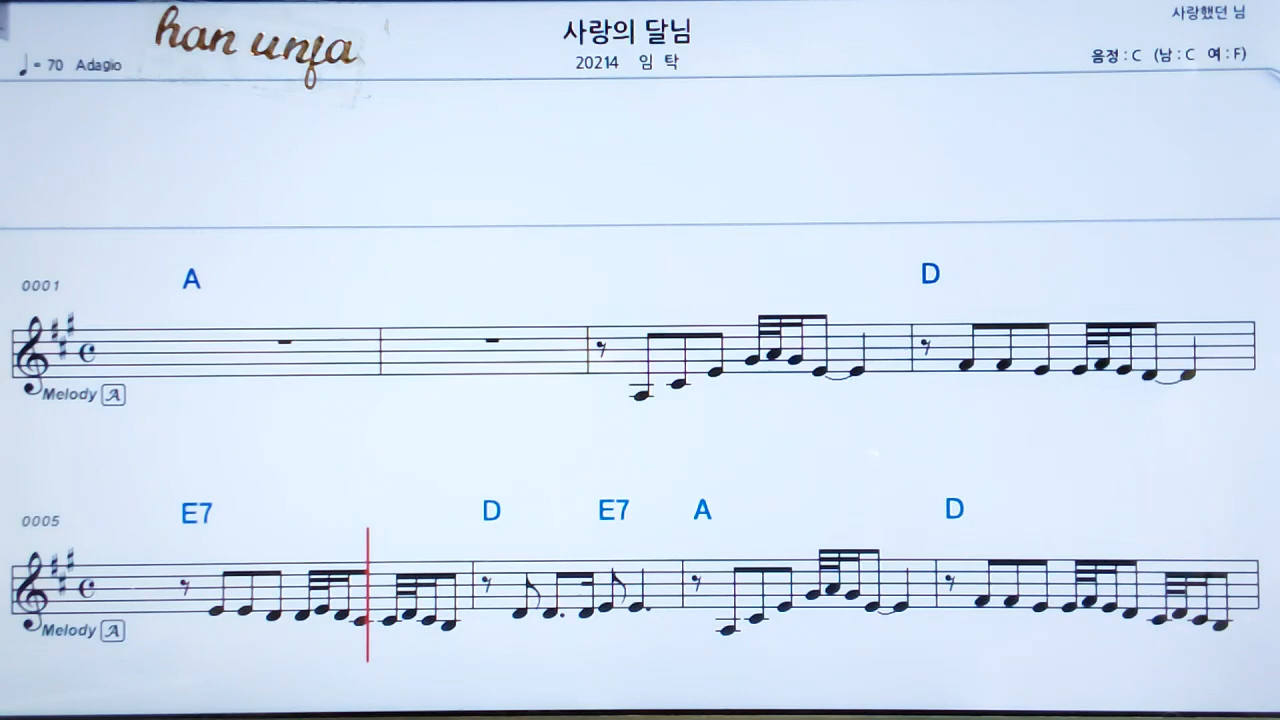 han unja
사랑의 달님
사랑했던 님
♩= 70 Adagio
20214 임 탁
음정 : C (남 : C 여 : F)
0001 A D
Melody A
0005 E7 D E7 A D
Melody A